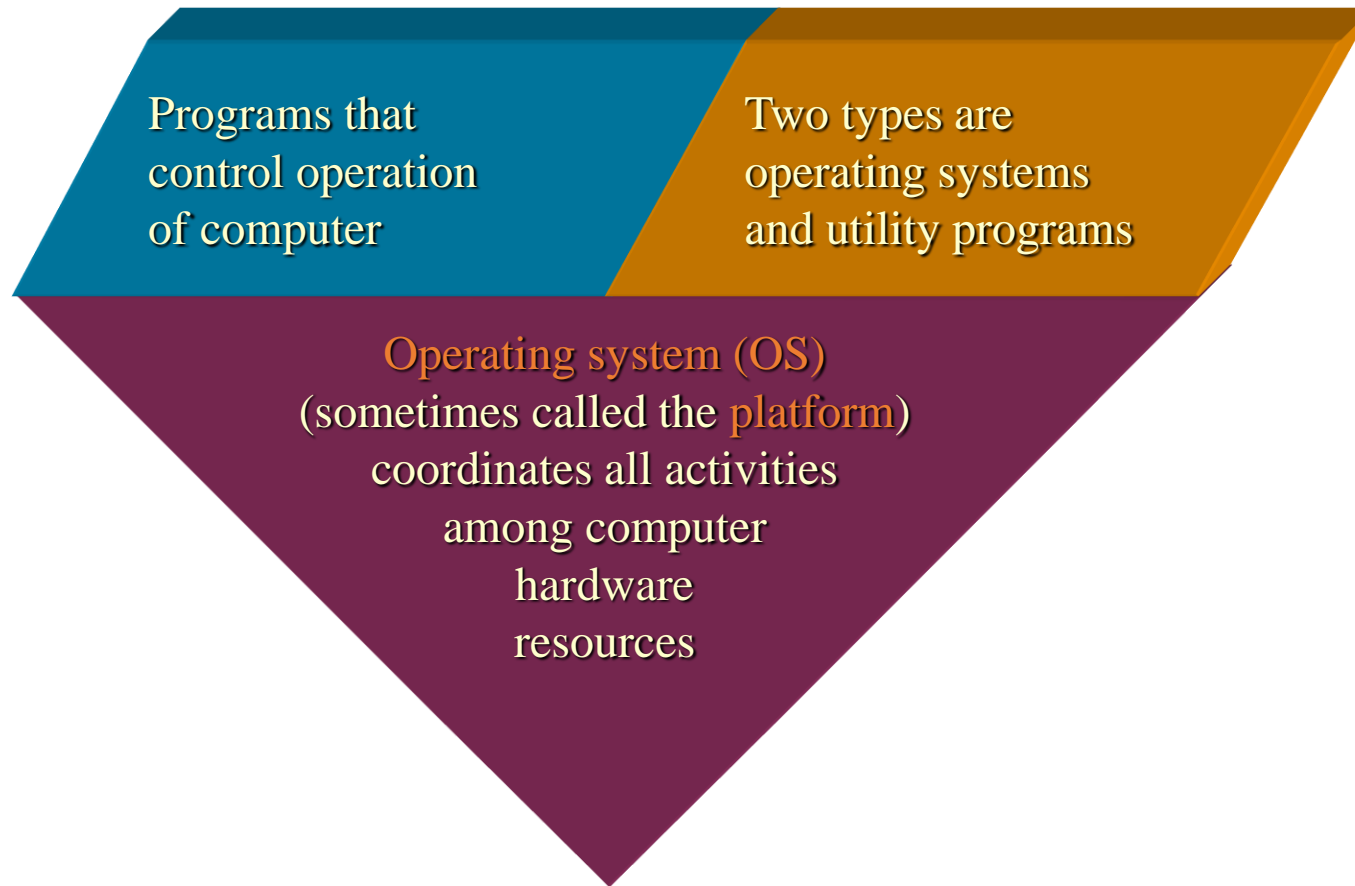 Programs that
control operation
of computer
Two types are
operating systems
and utility programs
Operating system (OS)
(sometimes called the platform)
coordinates all activities
among computer
hardware
resources